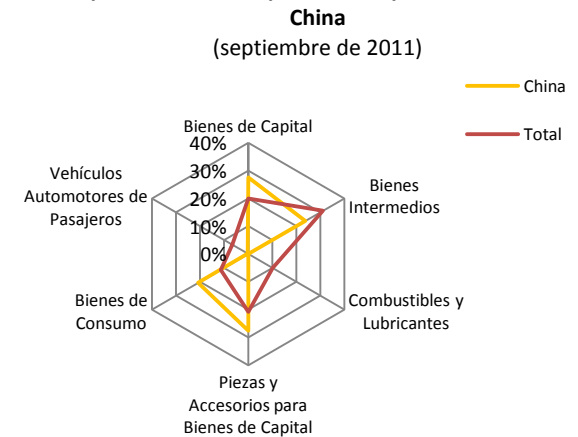 China
(septiembre de 2011)
China
Total
Bienes de Capital
40%
30%
20%
10%
0%
Bienes
Intermedios
Combustibles y
Lubricantes
Piezas y
Accesorios para
Bienes de Capital
Bienes de
Consumo
Vehículos
Automotores de
Pasajeros